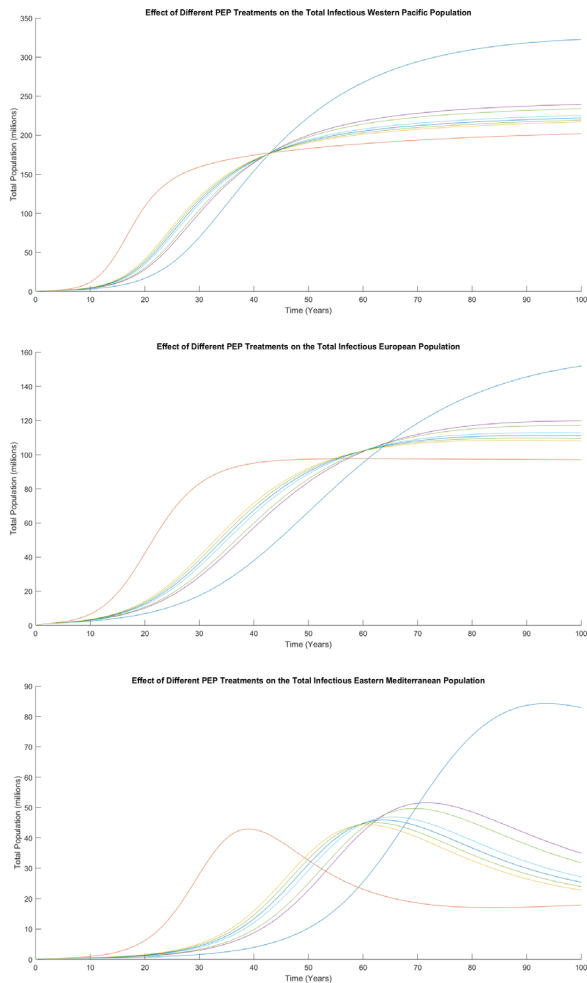 Effect of Different PEP Treatments on the Total Infectious Western Pacific Population
350
300
250
200
150
100
50
0
Total Population (millions)
0 10 20 30 40 50 60 70 80 90 100
Time (Years)
Effect of Different PEP Treatments on the Total Infectious European Population
160
140
120
100
80
60
40
20
0
Total Population (millions)
0 10 20 30 40 50 60 70 80 90 100
Time (Years)
Effect of Different PEP Treatments on the Total Infectious Eastern Mediterranean Population
90
80
70
60
50
40
30
20
10
0
Total Population (millions)
0 10 20 30 40 50 60 70 80 90 100
Time (Years)